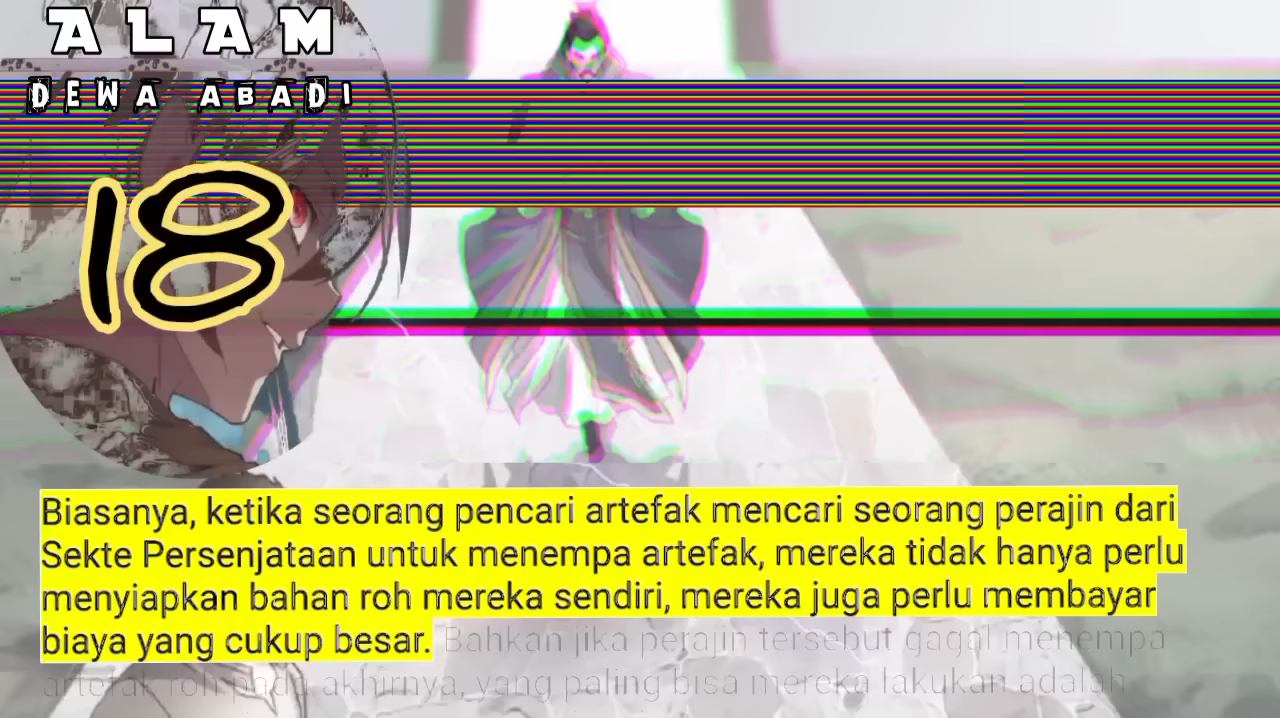 ALAM
DEWA ABADI
18
Biasanya, ketika seorang pencari artefak mencari seorang perajin dari
Sekte Persenjataan untuk menempa artefak, mereka tidak hanya perlu
menyiapkan bahan roh mereka sendiri, mereka juga perlu membayar
biaya yang cukup besar. Bahkan jika perajin tersebut gagal menempa
artefak roh pada akhirnya, yang paling bisa mereka lakukan adalah